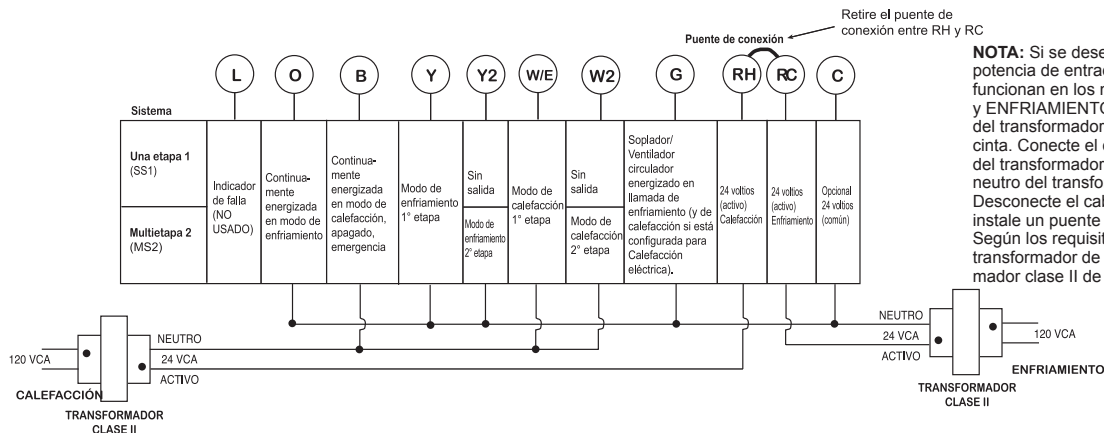 Retire el puente de
conexión entre RH y RC
Puente de conexión
L
O
B
Y
Y2
W/E
W2
G
RH
RC
C
NOTA: Si se dese
potencia de entrad
funcionan en los m
y ENFRIAMIENTO
del transformador
cinta. Conecte el c
del transformador
neutro del transfo
Desconecte el cal
instale un puente
Según los requisit
transformador de
mador clase II de
Sistema
Una etapa 1
(SS1)
Multietapa 2
(MS2)
Indicador
de falla
(NO
USADO)
Continua-
mente
energizada
en modo de
enfriamiento
Continua-
mente
energizada
en modo de
calefacción,
apagado,
emergencia
Modo de
enfriamiento
1° etapa
Sin
salida
Modo de
enfriamiento
2° etapa
Modo de
calefacción
1° etapa
Sin
salida
Modo de
calefacción
2° etapa
Soplador/
Ventilador
circulador
energizado en
llamada de
enfriamiento (y de
calefacción si está
configurada para
Calefacción
eléctrica).
24 voltios
(activo)
Calefacción
24 voltios
(activo)
Enfriamiento
Opcional
24 voltios
(común)
120 VCA
NEUTRO
24 VCA
ACTIVO
CALEFACCIÓN
TRANSFORMADOR
CLASE II
NEUTRO
24 VCA
ACTIVO
120 VCA
ENFRIAMIENTO
TRANSFORMADOR
CLASE II